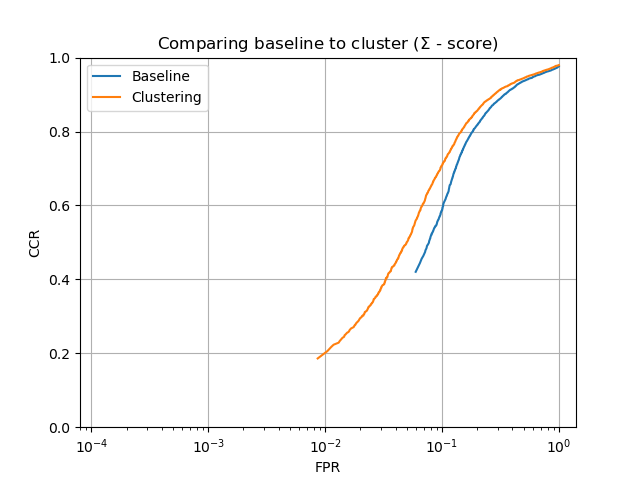 Comparing baseline to cluster (Σ - score)
Baseline
Clustering
1.0
0.8
0.6
0.4
0.2
0.0
CCR
10⁻⁴
10⁻³
10⁻²
10⁻¹
10⁰
FPR